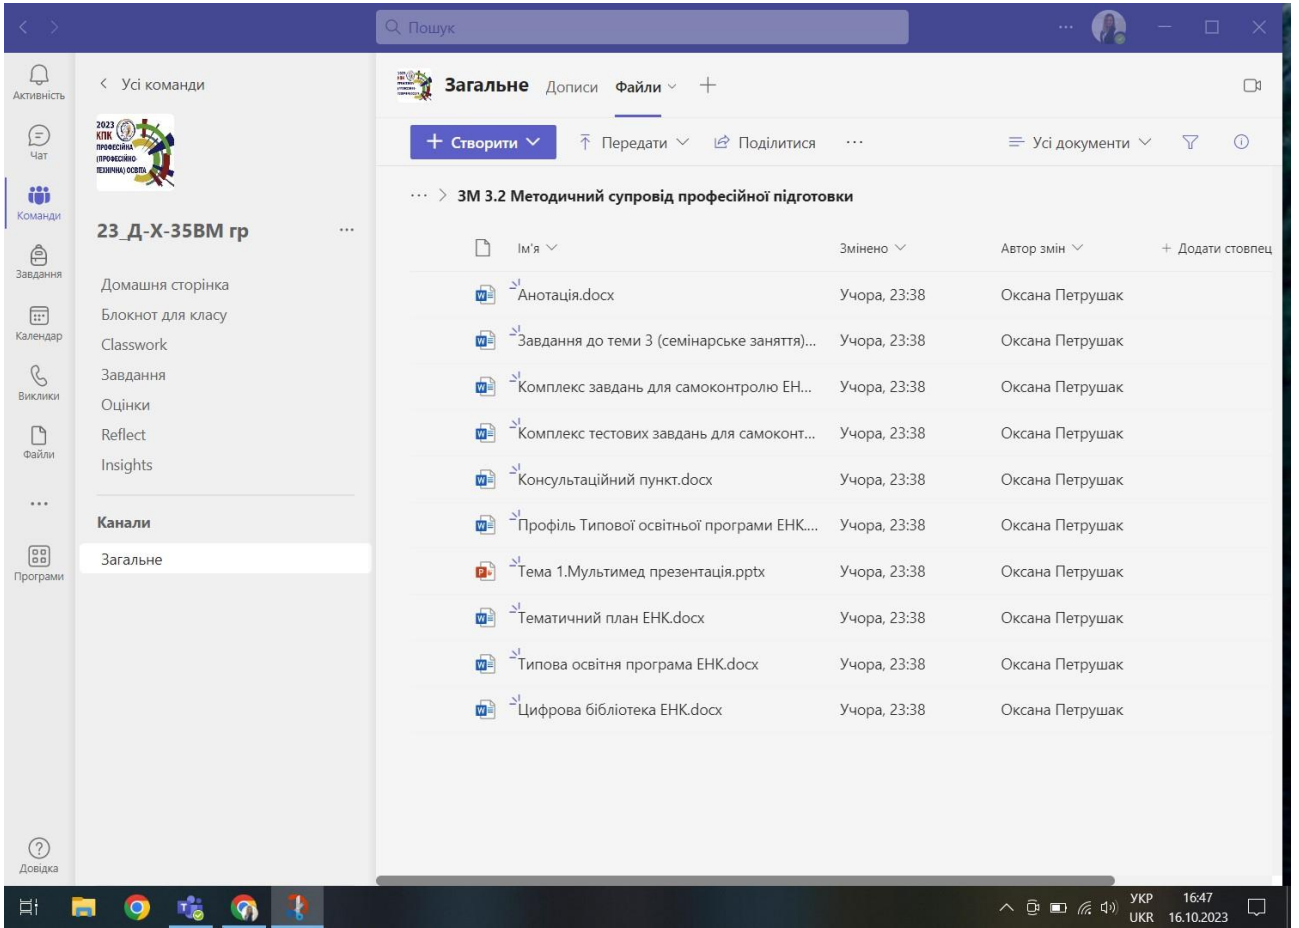 Пошук
Активність
Чат
Команди
Завдання
Календар
Виклики
Файли
Програми
Довідка
Усі команди
2023
КПК
ПРОФЕСІЙНА
(ПРОФЕСІЙНО-
ТЕХНІЧНА) ОСВІТА
23_Д-Х-35ВМ гр
Домашня сторінка
Блокнот для класу
Classwork
Завдання
Оцінки
Reflect
Insights
Канали
Загальне
Загальне Дописи Файли
Створити Передати Поділитися Усі документи
ЗМ 3.2 Методичний супровід професійної підготовки
Ім'я Змінено Автор змін + Додати стовпец
Анотація.docx Учора, 23:38 Оксана Петрушак
Завдання до теми 3 (семінарське заняття)... Учора, 23:38 Оксана Петрушак
Комплекс завдань для самоконтролю ЕН... Учора, 23:38 Оксана Петрушак
Комплекс тестових завдань для самоконт... Учора, 23:38 Оксана Петрушак
Консультаційний пункт.docx Учора, 23:38 Оксана Петрушак
Профіль Типової освітньої програми ЕНК.... Учора, 23:38 Оксана Петрушак
Тема 1.Мультимед презентація.pptx Учора, 23:38 Оксана Петрушак
Тематичний план ЕНК.docx Учора, 23:38 Оксана Петрушак
Типова освітня програма ЕНК.docx Учора, 23:38 Оксана Петрушак
Цифрова бібліотека ЕНК.docx Учора, 23:38 Оксана Петрушак
УКР 16:47
UKR 16.10.2023